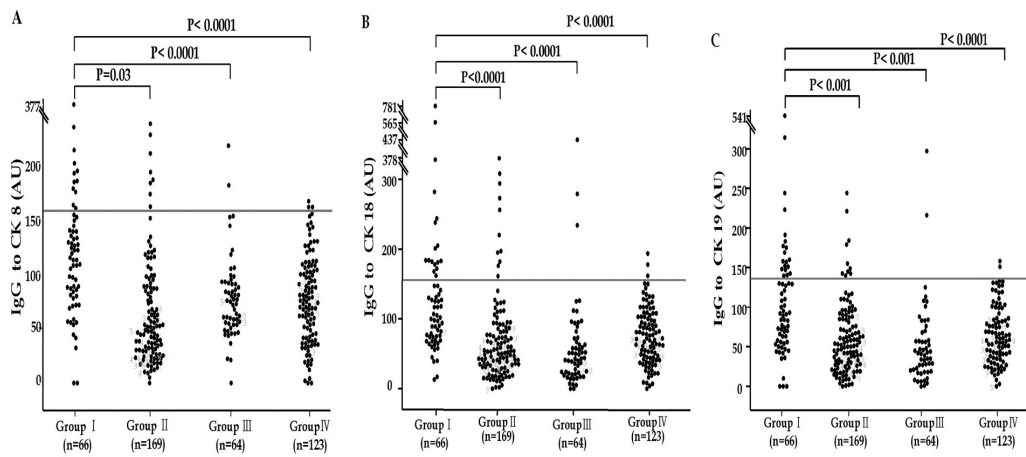 A
P< 0.0001
P< 0.0001
P=0.03
IgG to CK 8 (AU)
377
200
150
100
50
0
Group I
(n=66)
Group II
(n=169)
Group III
(n=64)
Group IV
(n=123)
B
P< 0.0001
P< 0.0001
P<0.0001
IgG to CK 18 (AU)
781
565
437
378
300
200
100
0
Group I
(n=66)
Group II
(n=169)
Group III
(n=64)
Group IV
(n=123)
C
P< 0.0001
P< 0.001
P< 0.001
IgG to CK 19 (AU)
541
300
250
200
150
100
50
0
Group I
(n=66)
Group II
(n=169)
Group III
(n=64)
Group IV
(n=123)